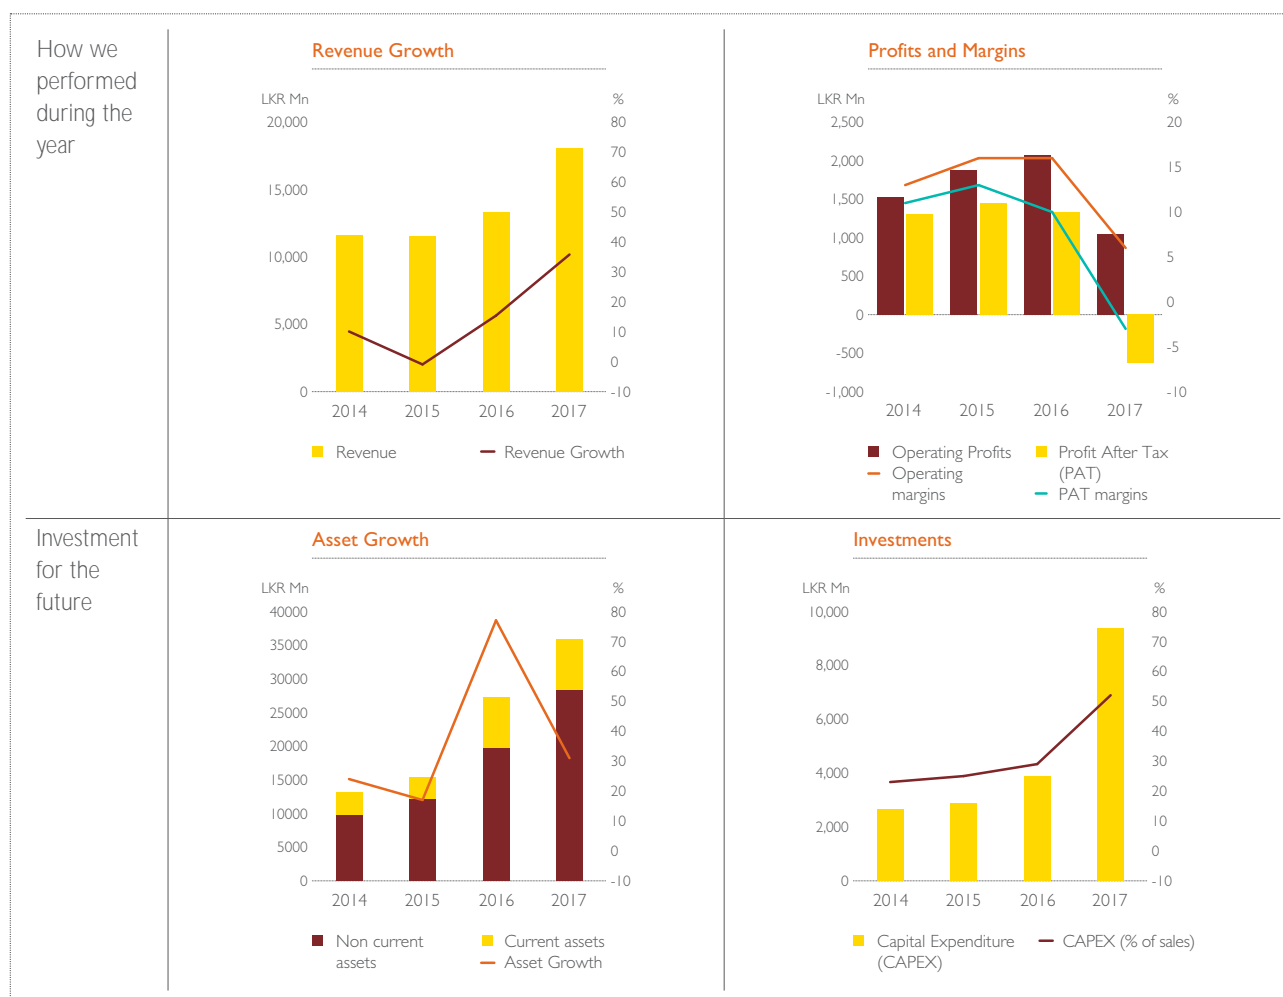 How we
performed
during the
year
Revenue Growth
LKR Mn
%
20,000
15,000
10,000
5,000
0
80
70
60
50
40
30
20
10
0
-10
2014
2015
2016
2017
Revenue
Revenue Growth
Profits and Margins
LKR Mn
%
2,500
2,000
1,500
1,000
500
0
-500
-1,000
20
15
10
5
0
-5
-10
2014
2015
2016
2017
Operating Profits
Operating
margins
Profit After Tax
(PAT)
PAT margins
Investment
for the
future
Asset Growth
LKR Mn
%
40000
35000
30000
25000
20000
15000
10000
5000
0
80
70
60
50
40
30
20
10
0
-10
2014
2015
2016
2017
Non current
assets
Current assets
Asset Growth
Investments
LKR Mn
%
10,000
8,000
6,000
4,000
2,000
0
80
70
60
50
40
30
20
10
0
-10
2014
2015
2016
2017
Capital Expenditure
(CAPEX)
CAPEX (% of sales)